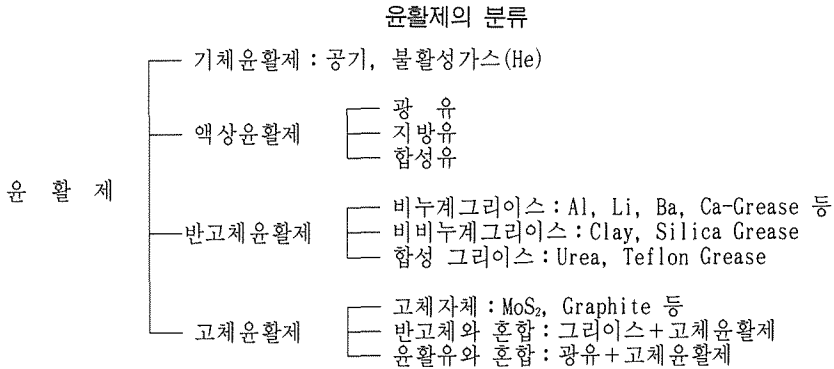 윤활제의 분류
기체윤활제 : 공기, 불활성가스(He)
액상윤활제
광 유
지방유
합성유
윤 활 제
반고체윤활제
비누계그리이스 : Al, Li, Ba, Ca-Grease 등
비비누계그리이스 : Clay, Silica Grease
합성 그리이스 : Urea, Teflon Grease
고체윤활제
고체자체 : MoS₂, Graphite 등
반고체와 혼합 : 그리이스+고체윤활제
윤활유와 혼합 : 광유+고체윤활제